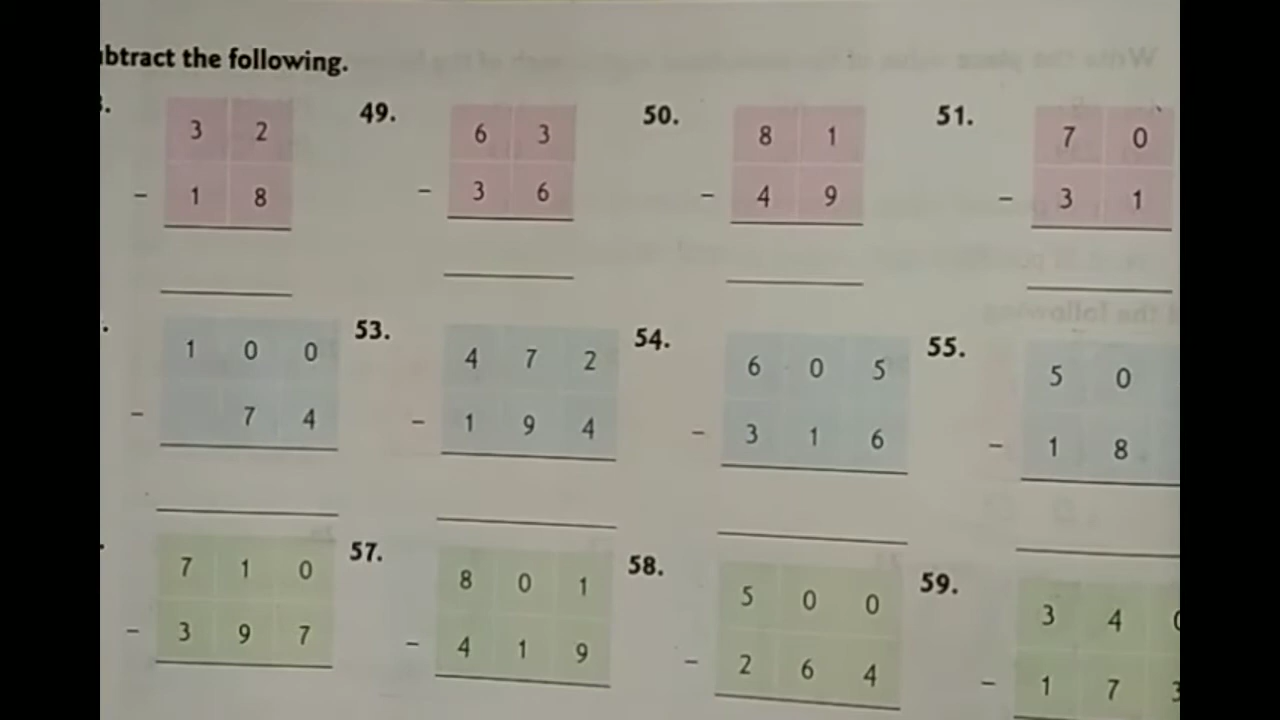 btract the following.
. 3 2 49. 6 3 50. 8 1 51. 7 0
- 1 8 - 3 6 - 4 9 - 3 1
. 1 0 0 53. 4 7 2 54. 6 0 5 55. 5 0
- 7 4 - 1 9 4 - 3 1 6 - 1 8
. 7 1 0 57. 8 0 1 58. 5 0 0 59. 3 4
- 3 9 7 - 4 1 9 - 2 6 4 - 1 7